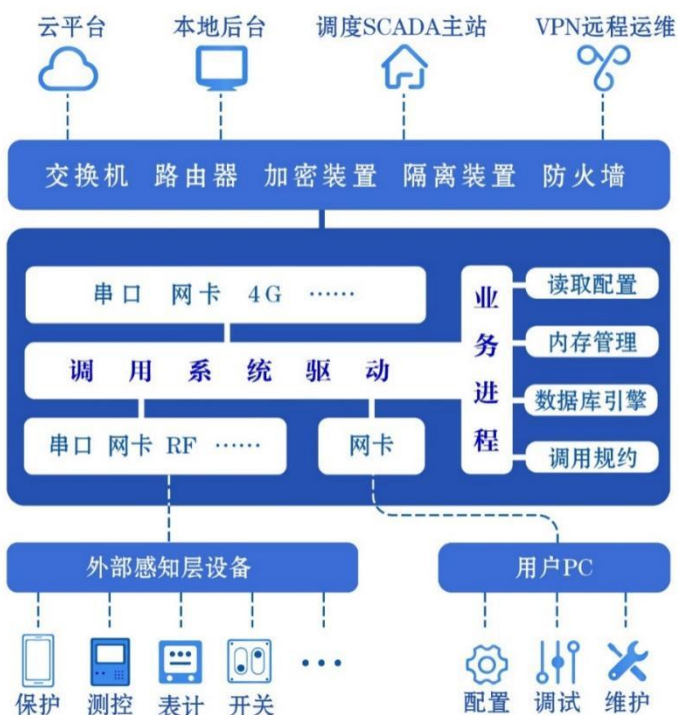 云平台 本地后台 调度SCADA主站 VPN远程运维
交换机 路由器 加密装置 隔离装置 防火墙
串口 网卡 4G ……
调用系统驱动
串口 网卡 RF ……
网卡
业务进程
读取配置
内存管理
数据库引擎
调用规约
外部感知层设备
用户PC
保护 测控 表计 开关
配置 调试 维护